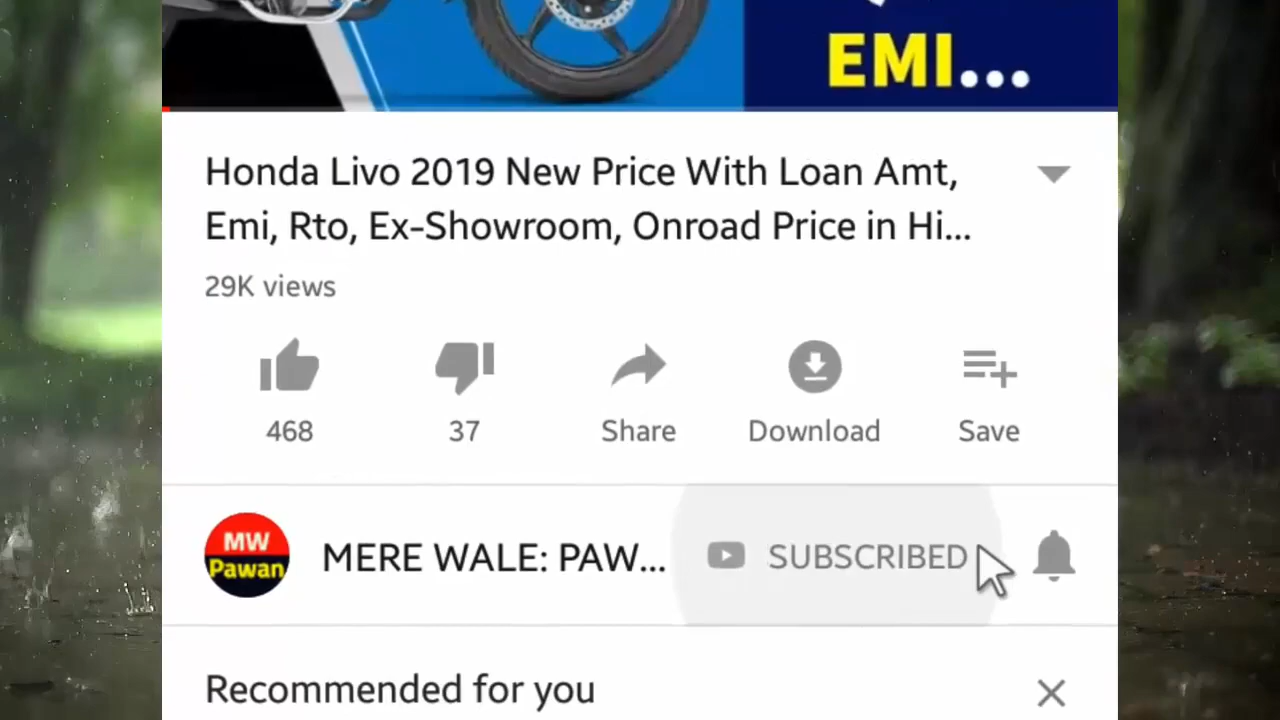 EMI...
Honda Livo 2019 New Price With Loan Amt,
Emi, Rto, Ex-Showroom, Onroad Price in Hi...
29K views
468
37
Share
Download
Save
MW
Pawan
MERE WALE: PAW...
SUBSCRIBED
Recommended for you